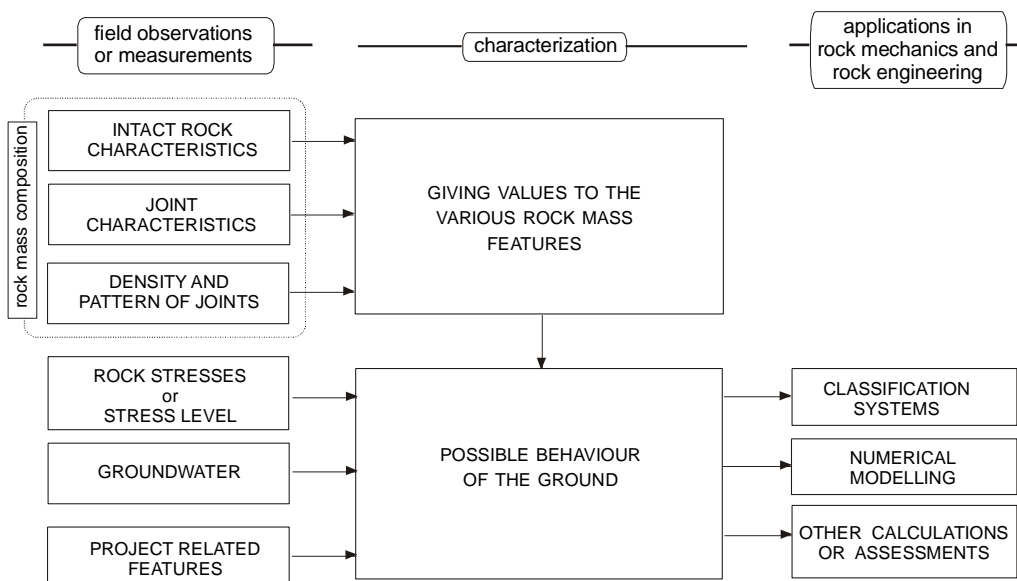 field observations
or measurements
characterization
applications in
rock mechanics and
rock engineering
rock mass composition
INTACT ROCK
CHARACTERISTICS
JOINT
CHARACTERISTICS
DENSITY AND
PATTERN OF JOINTS
GIVING VALUES TO THE
VARIOUS ROCK MASS
FEATURES
ROCK STRESSES
or
STRESS LEVEL
GROUNDWATER
PROJECT RELATED
FEATURES
POSSIBLE BEHAVIOUR
OF THE GROUND
CLASSIFICATION
SYSTEMS
NUMERICAL
MODELLING
OTHER CALCULATIONS
OR ASSESSMENTS